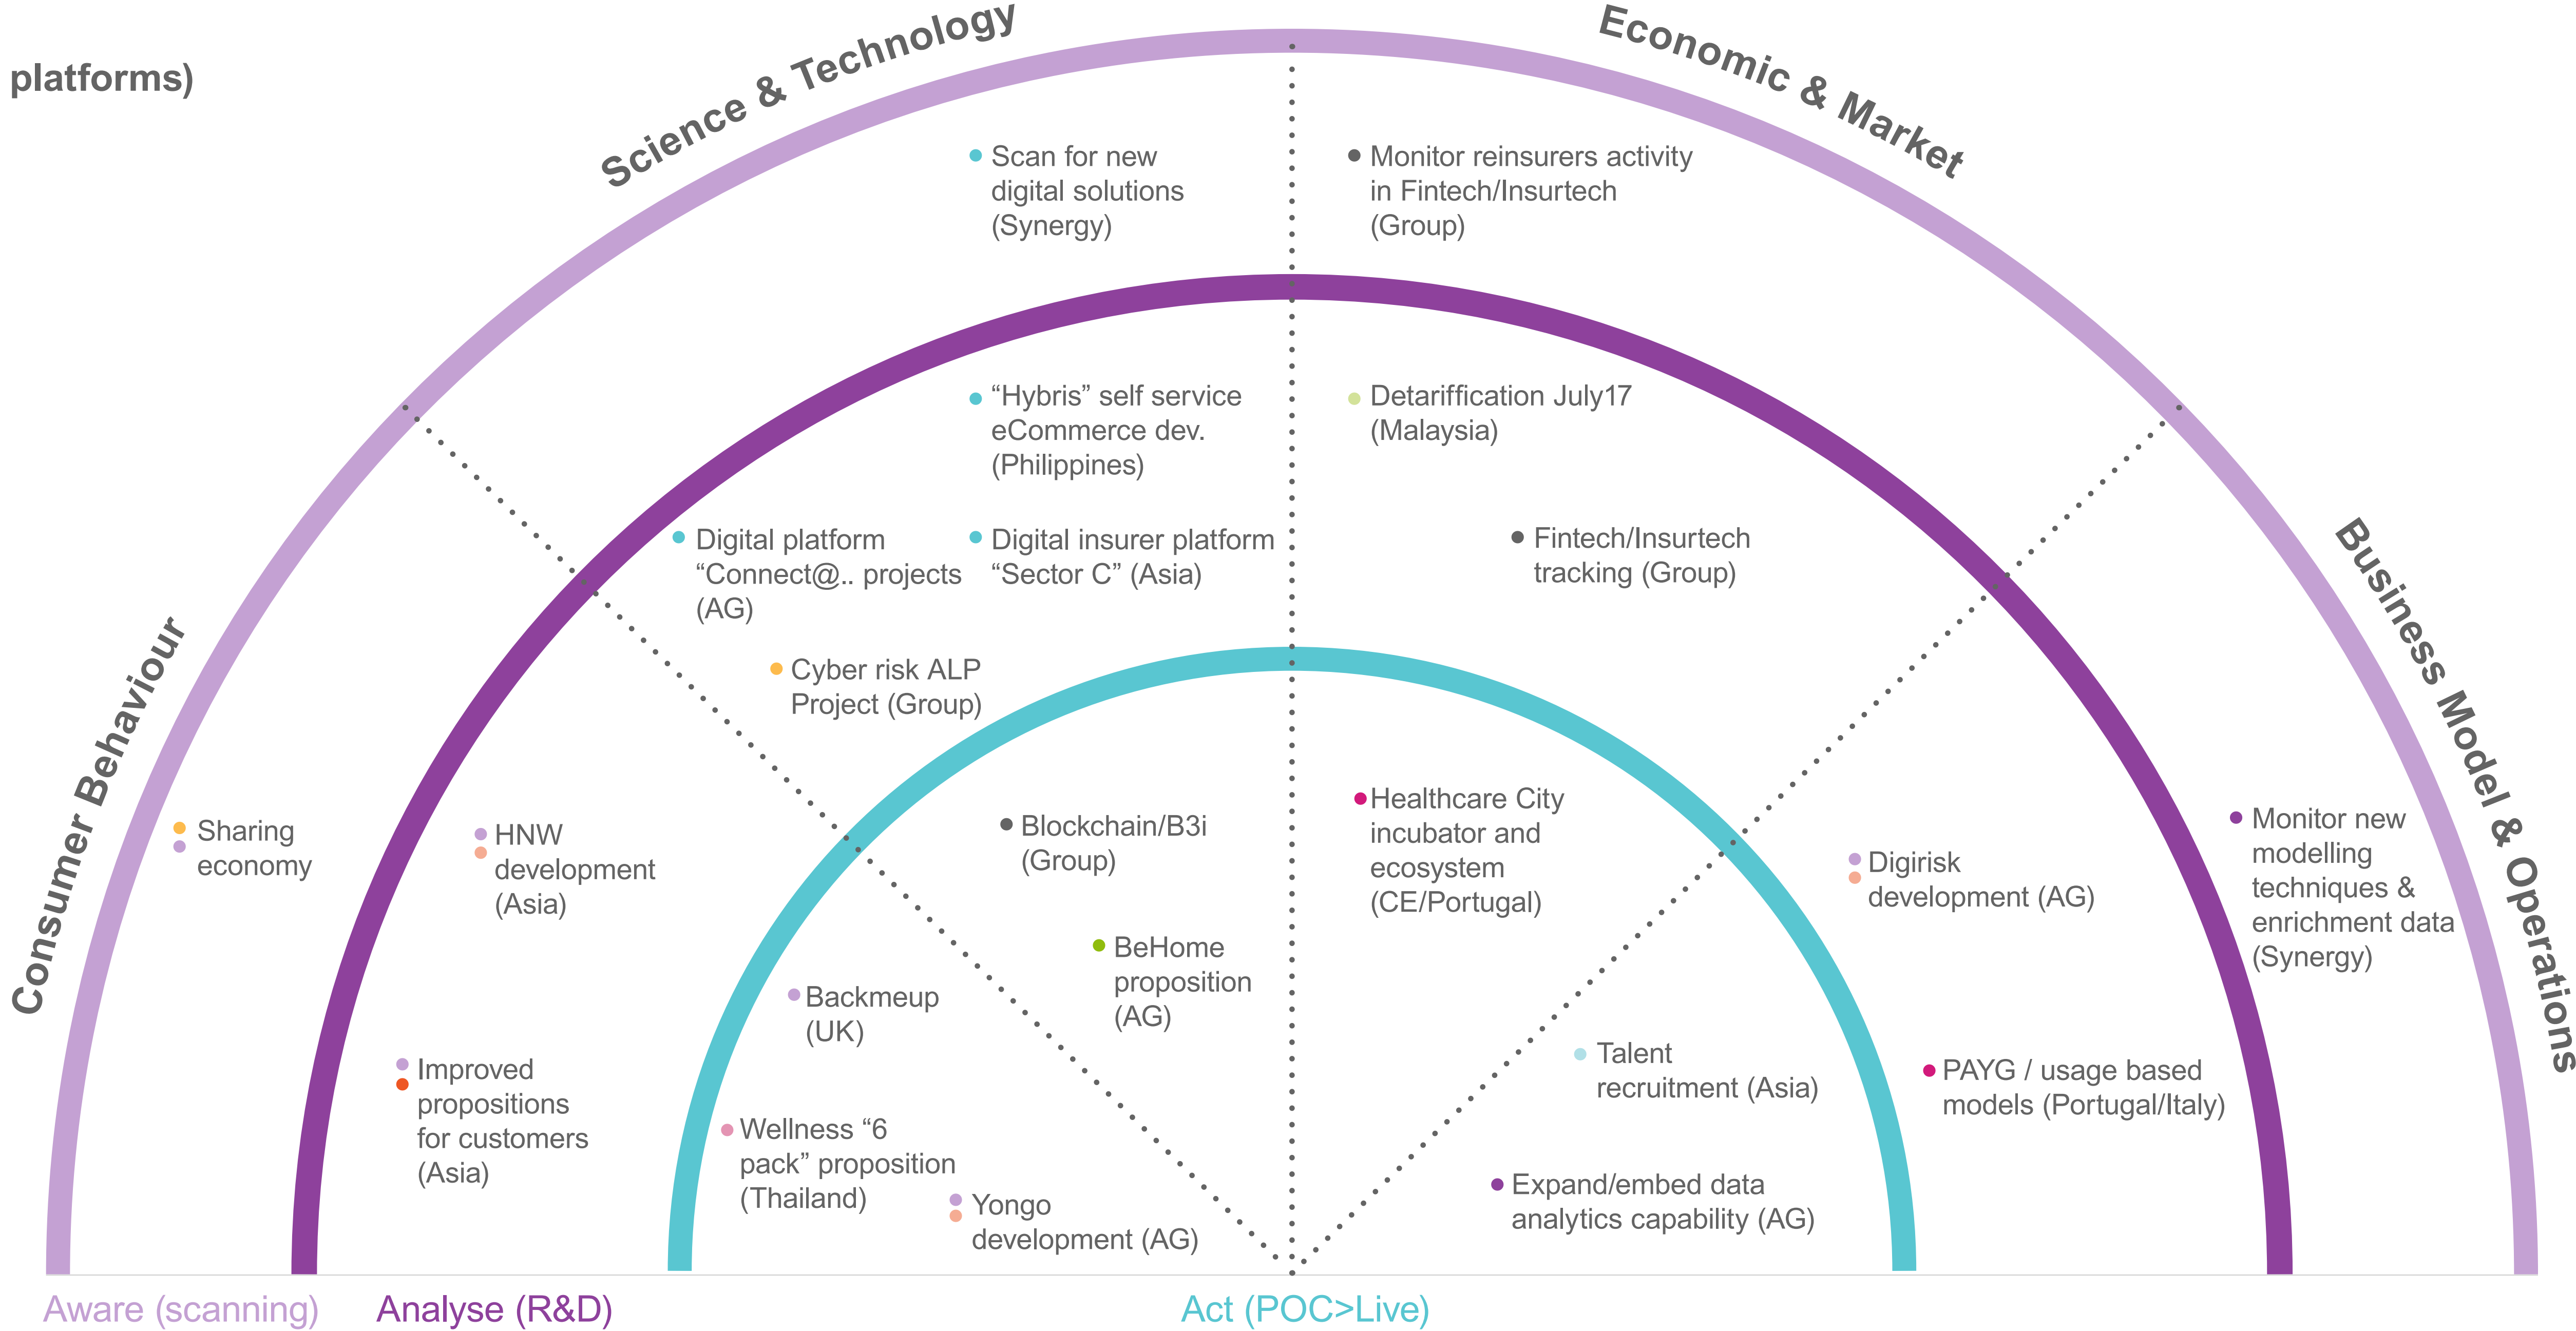 platforms)
Science & Technology
Economic & Market
Consumer Behaviour
Business Model & Operations
Scan for new
digital solutions
(Synergy)
Monitor reinsurers activity
in Fintech/Insurtech
(Group)
“Hybris” self service
eCommerce dev.
(Philippines)
Detariffication July17
(Malaysia)
Digital platform
“Connect@.. projects
(AG)
Digital insurer platform
“Sector C” (Asia)
Fintech/Insurtech
tracking (Group)
Cyber risk ALP
Project (Group)
Sharing
economy
HNW
development
(Asia)
Blockchain/B3i
(Group)
Healthcare City
incubator and
ecosystem
(CE/Portugal)
Digirisk
development (AG)
Monitor new
modelling
techniques &
enrichment data
(Synergy)
BeHome
proposition
(AG)
Backmeup
(UK)
Improved
propositions
for customers
(Asia)
Talent
recruitment (Asia)
PAYG / usage based
models (Portugal/Italy)
Wellness “6
pack” proposition
(Thailand)
Yongo
development (AG)
Expand/embed data
analytics capability (AG)
Aware (scanning)
Analyse (R&D)
Act (POC>Live)